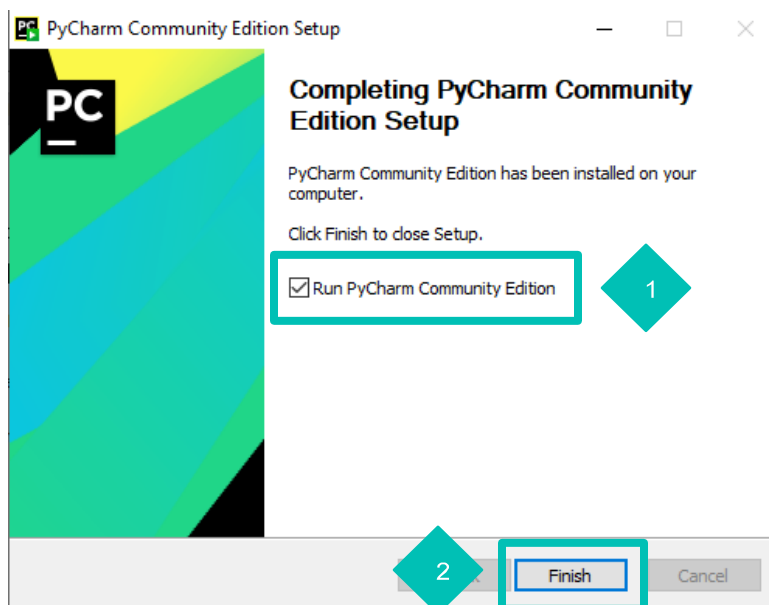 PyCharm Community Edition Setup
PC
Completing PyCharm Community
Edition Setup
PyCharm Community Edition has been installed on your
computer.
Click Finish to close Setup.
Run PyCharm Community Edition
1
2
Finish
Cancel